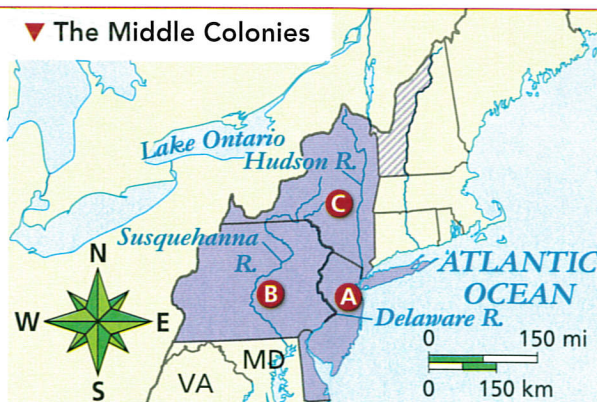 The Middle Colonies
Lake Ontario
Hudson R.
C
Susquehanna
R.
N
W
E
S
B
A
ATLANTIC
OCEAN
Delaware R.
MD
VA
0
150 mi
0
150 km